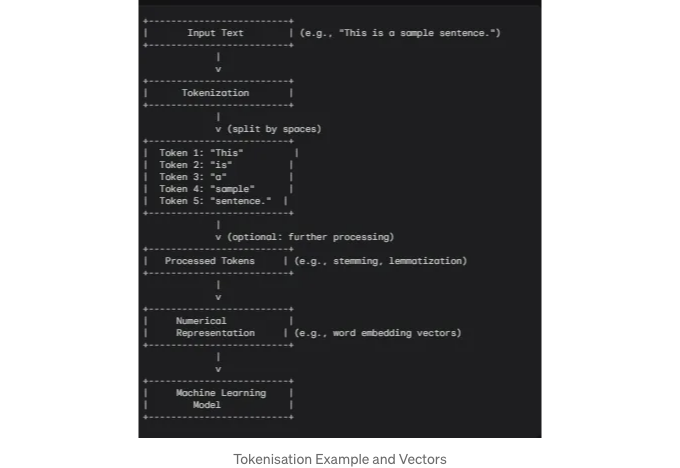 Input Text (e.g., "This is a sample sentence.")
v
Tokenization
v (split by spaces)
Token 1: "This"
Token 2: "is"
Token 3: "a"
Token 4: "sample"
Token 5: "sentence."
v (optional: further processing)
Processed Tokens (e.g., stemming, lemmatization)
v
Numerical
Representation (e.g., word embedding vectors)
v
Machine Learning
Model
Tokenisation Example and Vectors